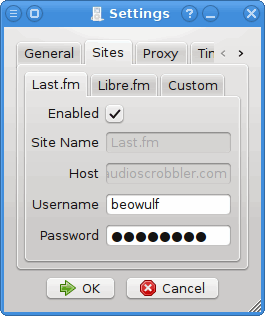 Settings
General Sites Proxy Tin
Last.fm Libre.fm Custom
Enabled
Site Name Last.fm
Host audioscrobbler.com
Username beowulf
Password ●●●●●●●●
OK Cancel